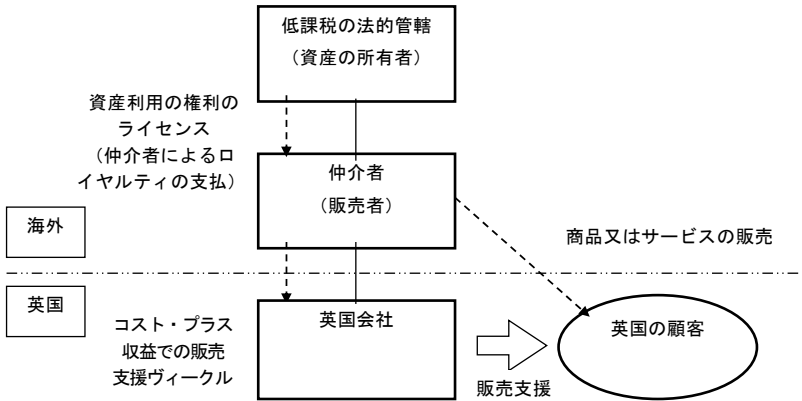 低課税の法的管轄
（資産の所有者）
資産利用の権利の
ライセンス
（仲介者によるロ
イヤルティの支払）
仲介者
（販売者）
海外
商品又はサービスの販売
英国
コスト・プラス
収益での販売
支援ヴィークル
英国会社
英国の顧客
販売支援